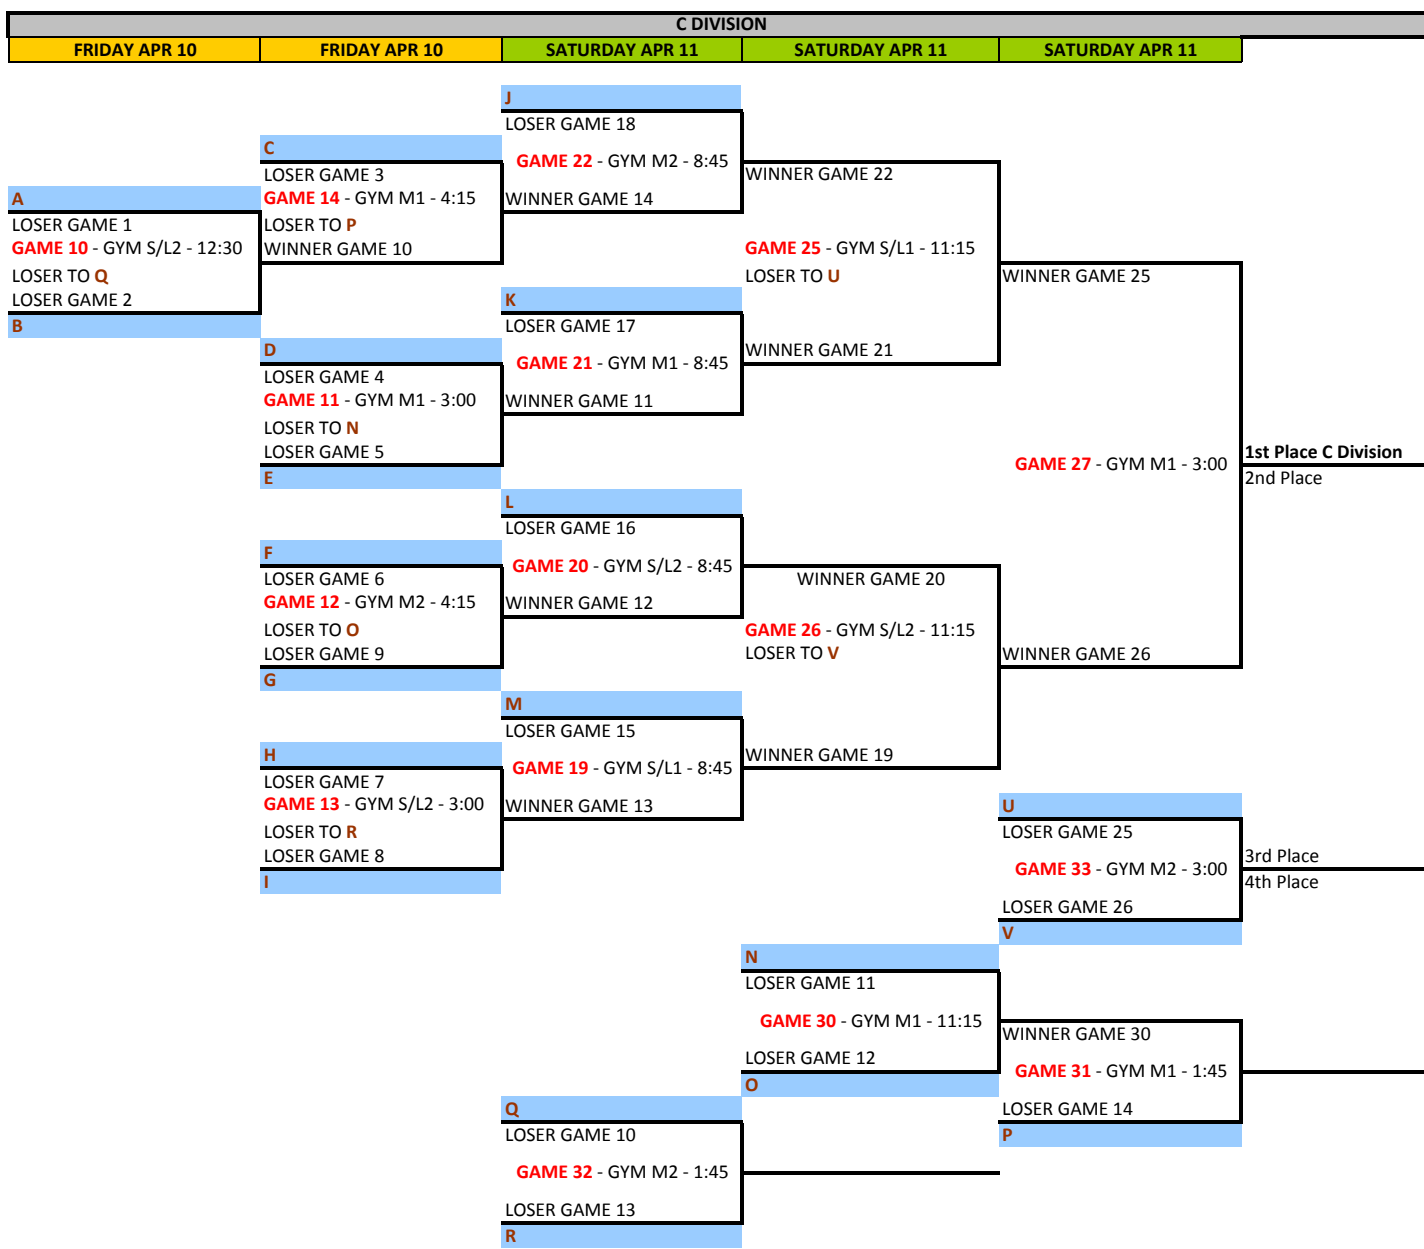 C DIVISION
FRIDAY APR 10
FRIDAY APR 10
SATURDAY APR 11
SATURDAY APR 11
SATURDAY APR 11
A
LOSER GAME 1
GAME 10 - GYM S/L2 - 12:30
LOSER TO Q
LOSER GAME 2
B
C
LOSER GAME 3
GAME 14 - GYM M1 - 4:15
LOSER TO P
WINNER GAME 10
D
LOSER GAME 4
GAME 11 - GYM M1 - 3:00
LOSER TO N
LOSER GAME 5
E
F
LOSER GAME 6
GAME 12 - GYM M2 - 4:15
LOSER TO O
LOSER GAME 9
G
H
LOSER GAME 7
GAME 13 - GYM S/L2 - 3:00
LOSER TO R
LOSER GAME 8
I
J
LOSER GAME 18
GAME 22 - GYM M2 - 8:45
WINNER GAME 14
K
LOSER GAME 17
GAME 21 - GYM M1 - 8:45
WINNER GAME 11
L
LOSER GAME 16
GAME 20 - GYM S/L2 - 8:45
WINNER GAME 12
M
LOSER GAME 15
GAME 19 - GYM S/L1 - 8:45
WINNER GAME 13
Q
LOSER GAME 10
GAME 32 - GYM M2 - 1:45
LOSER GAME 13
R
WINNER GAME 22
GAME 25 - GYM S/L1 - 11:15
LOSER TO U
WINNER GAME 21
WINNER GAME 20
GAME 26 - GYM S/L2 - 11:15
LOSER TO V
WINNER GAME 19
N
LOSER GAME 11
GAME 30 - GYM M1 - 11:15
LOSER GAME 12
O
WINNER GAME 25
GAME 27 - GYM M1 - 3:00
WINNER GAME 26
U
LOSER GAME 25
GAME 33 - GYM M2 - 3:00
LOSER GAME 26
V
WINNER GAME 30
GAME 31 - GYM M1 - 1:45
LOSER GAME 14
P
1st Place C Division
2nd Place
3rd Place
4th Place